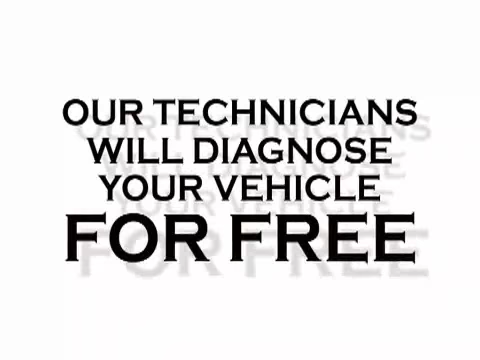 OUR TECHNICIANS
WILL DIAGNOSE
YOUR VEHICLE
FOR FREE